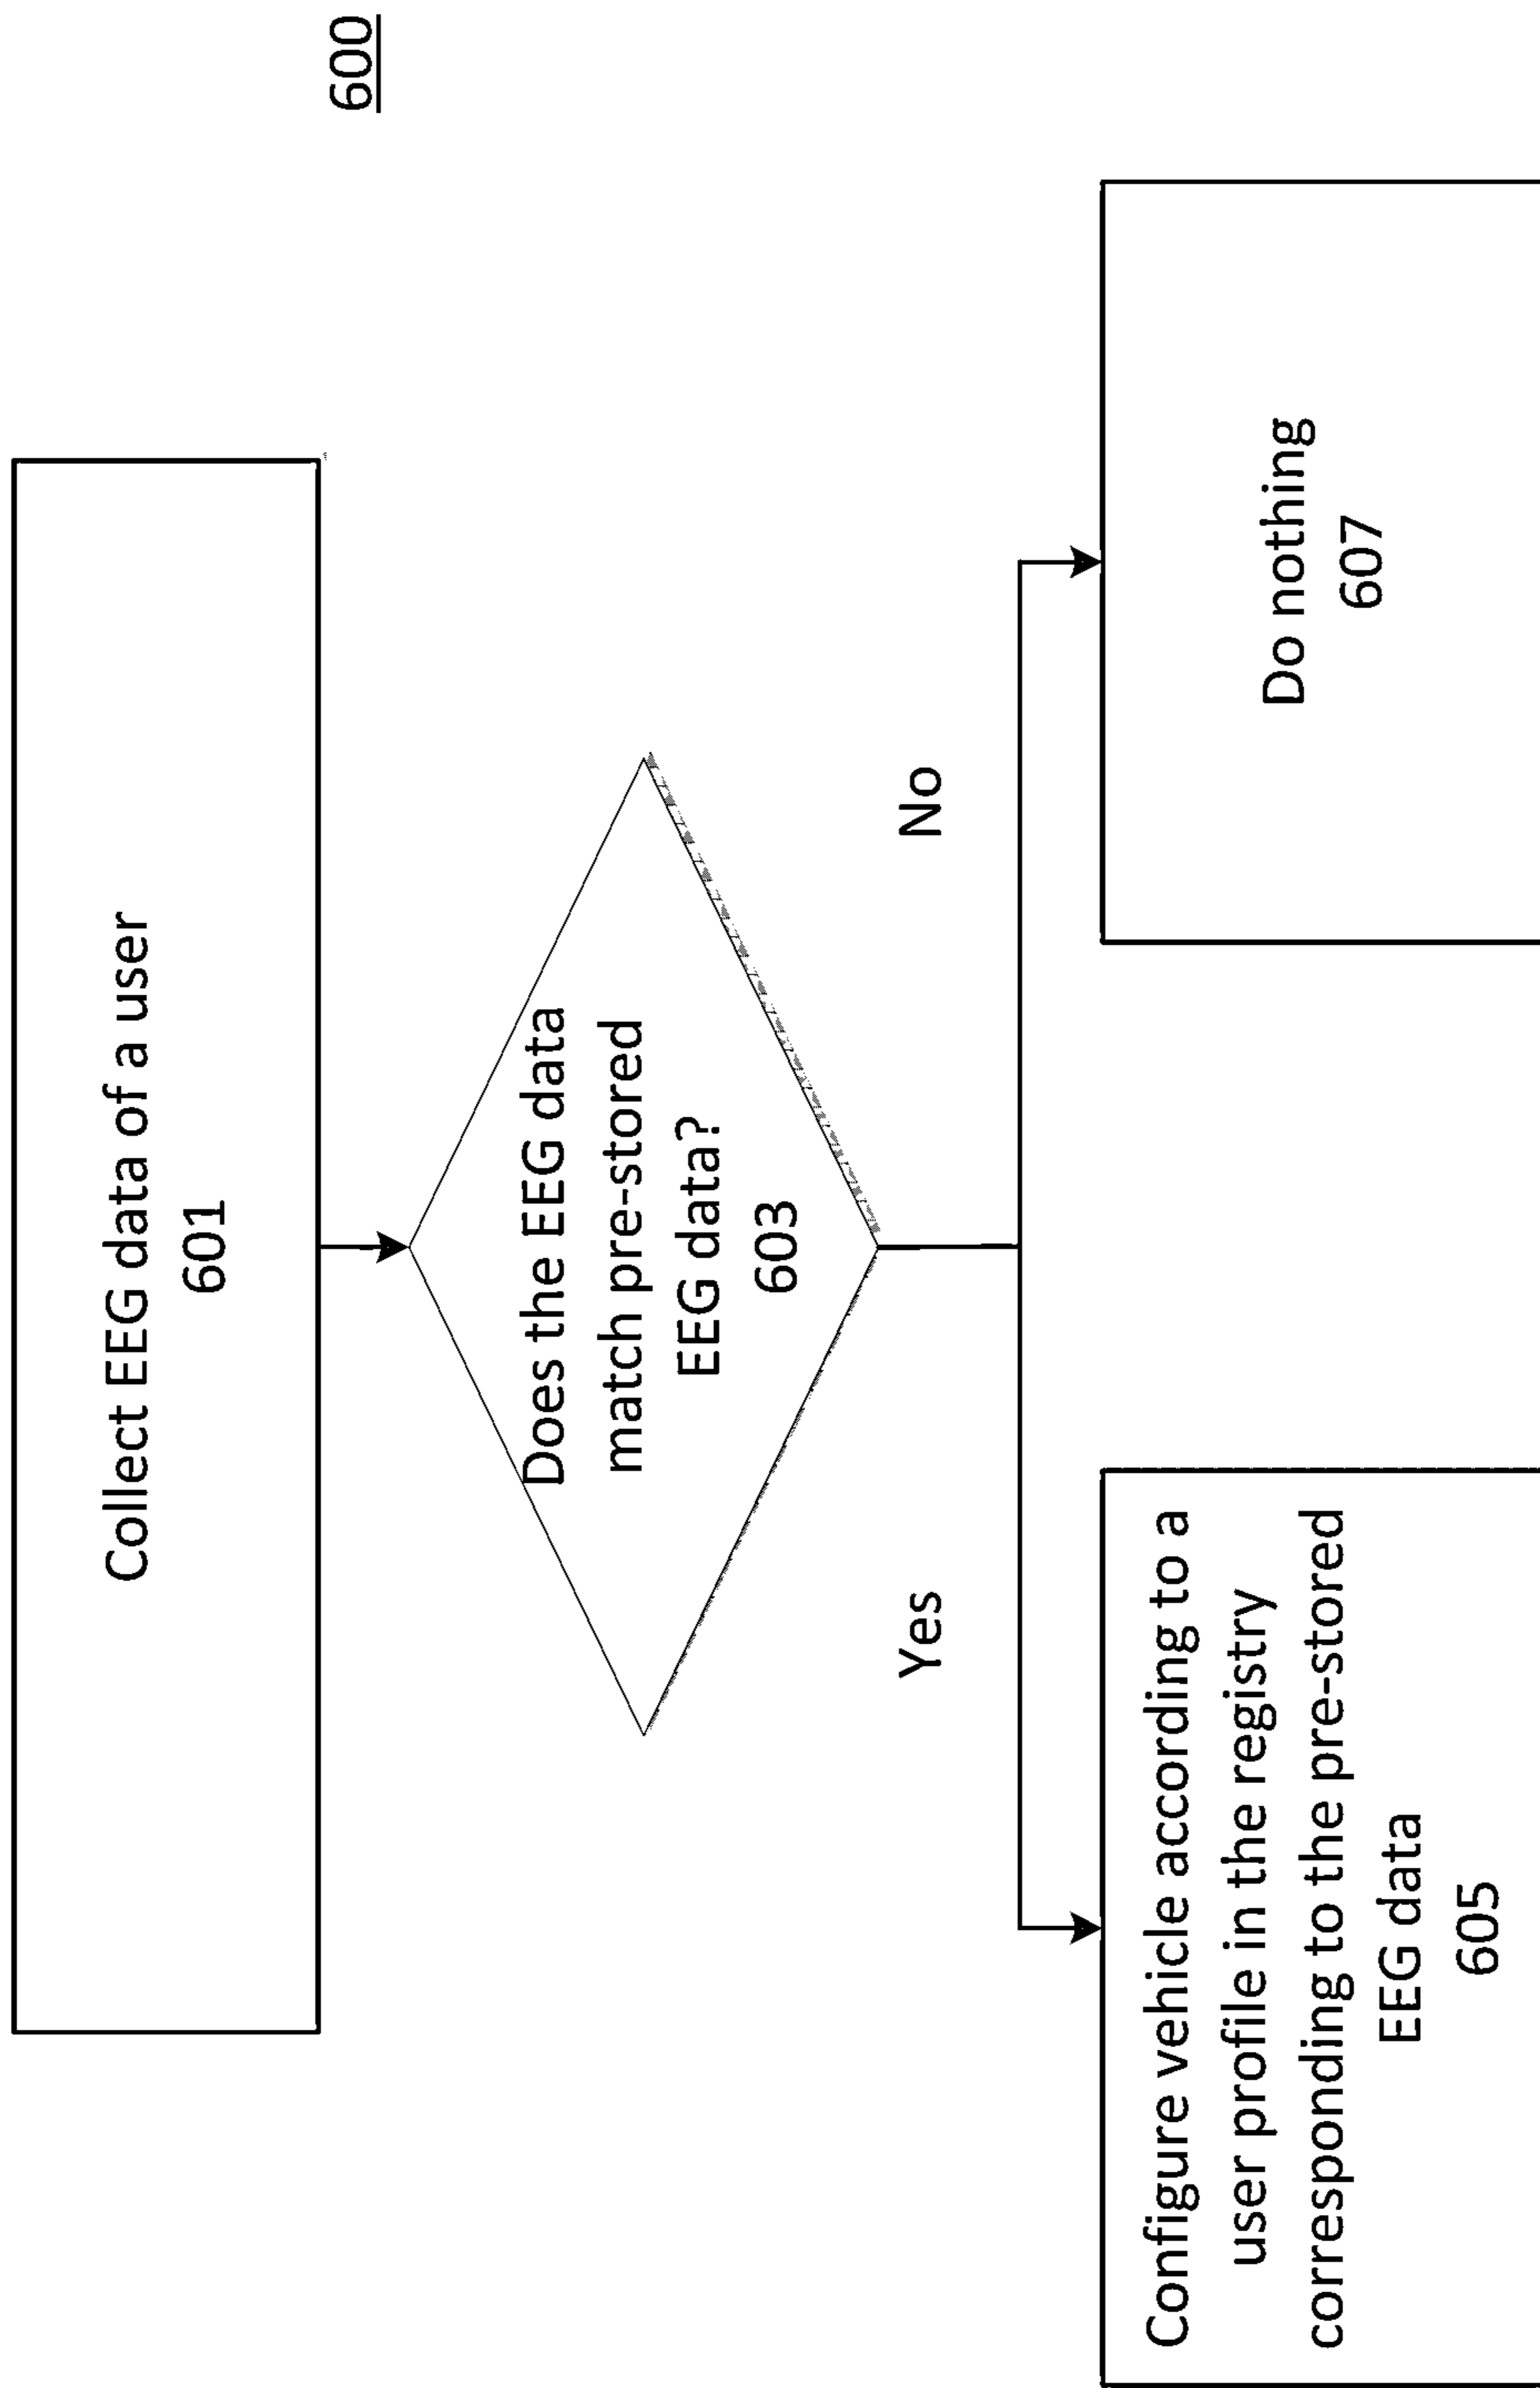 600
Collect EEG data of a user
601
Does the EEG data
match pre-stored
EEG data?
603
Yes
No
Configure vehicle according to a
user profile in the registry
corresponding to the pre-stored
EEG data
605
Do nothing
607